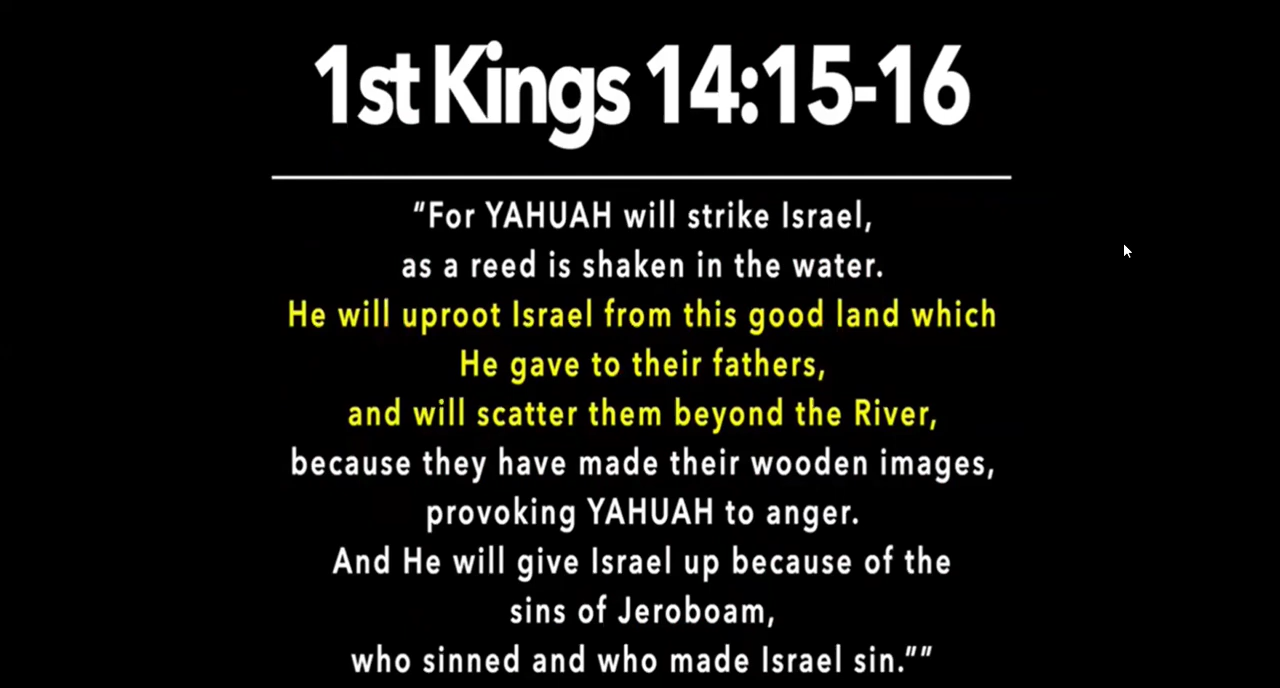 1st Kings 14:15-16
“For YAHUAH will strike Israel,
as a reed is shaken in the water.
He will uproot Israel from this good land which
He gave to their fathers,
and will scatter them beyond the River,
because they have made their wooden images,
provoking YAHUAH to anger.
And He will give Israel up because of the
sins of Jeroboam,
who sinned and who made Israel sin.””